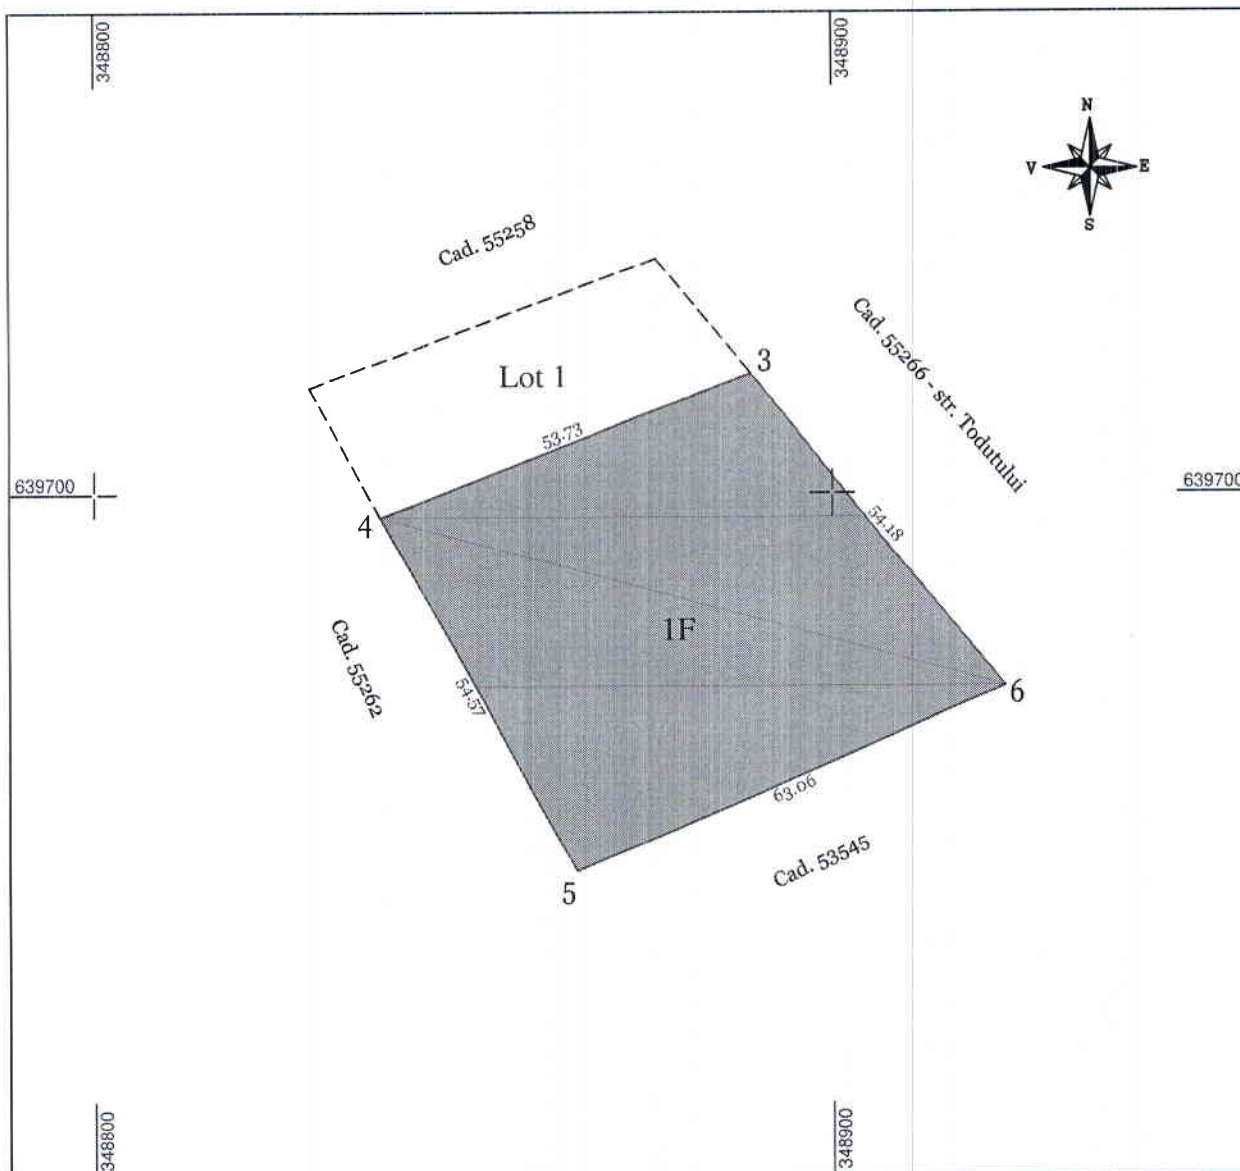 348800
348900
N
V E
S
Cad. 55258
Cad. 55266 - str. Todutului
3
Lot 1
53.73
639700
639700
4
54.18
1F
Cad. 55262
54.57
6
63.06
Cad. 53545
5
348800
348900